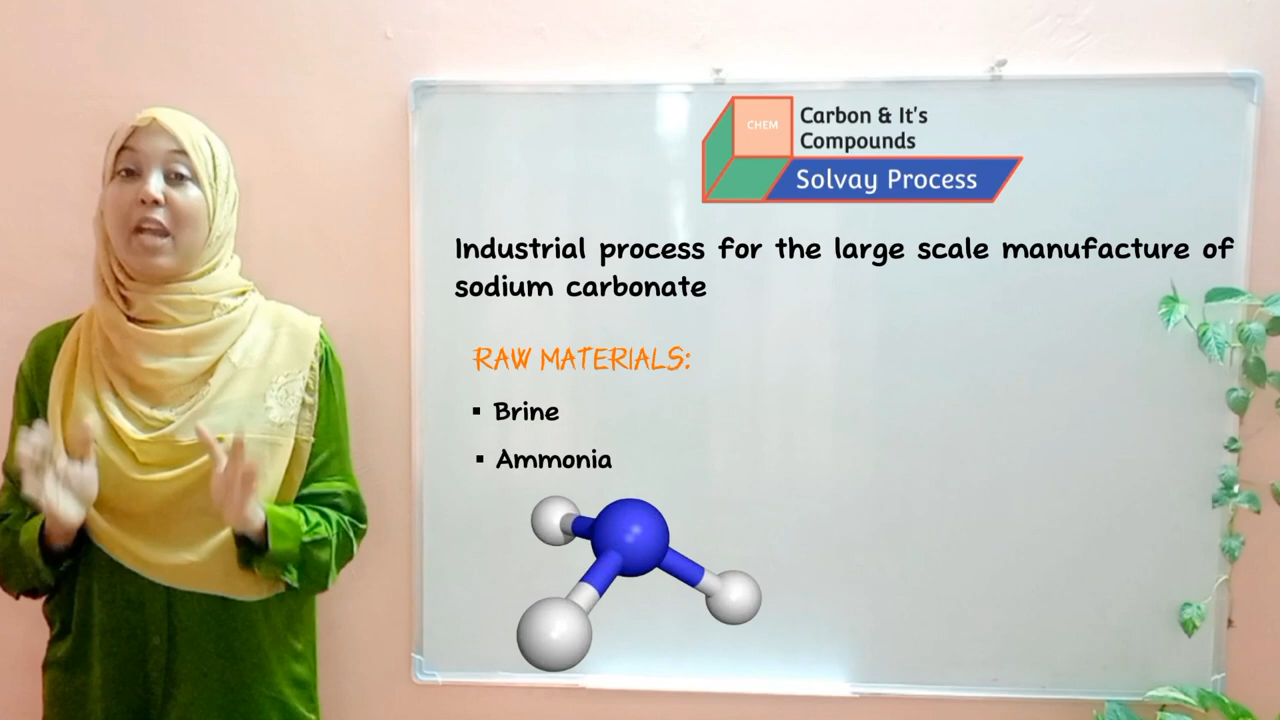 CHEM
Carbon & It's
Compounds
Solvay Process
Industrial process for the large scale manufacture of
sodium carbonate
RAW MATERIALS:
▪ Brine
▪ Ammonia